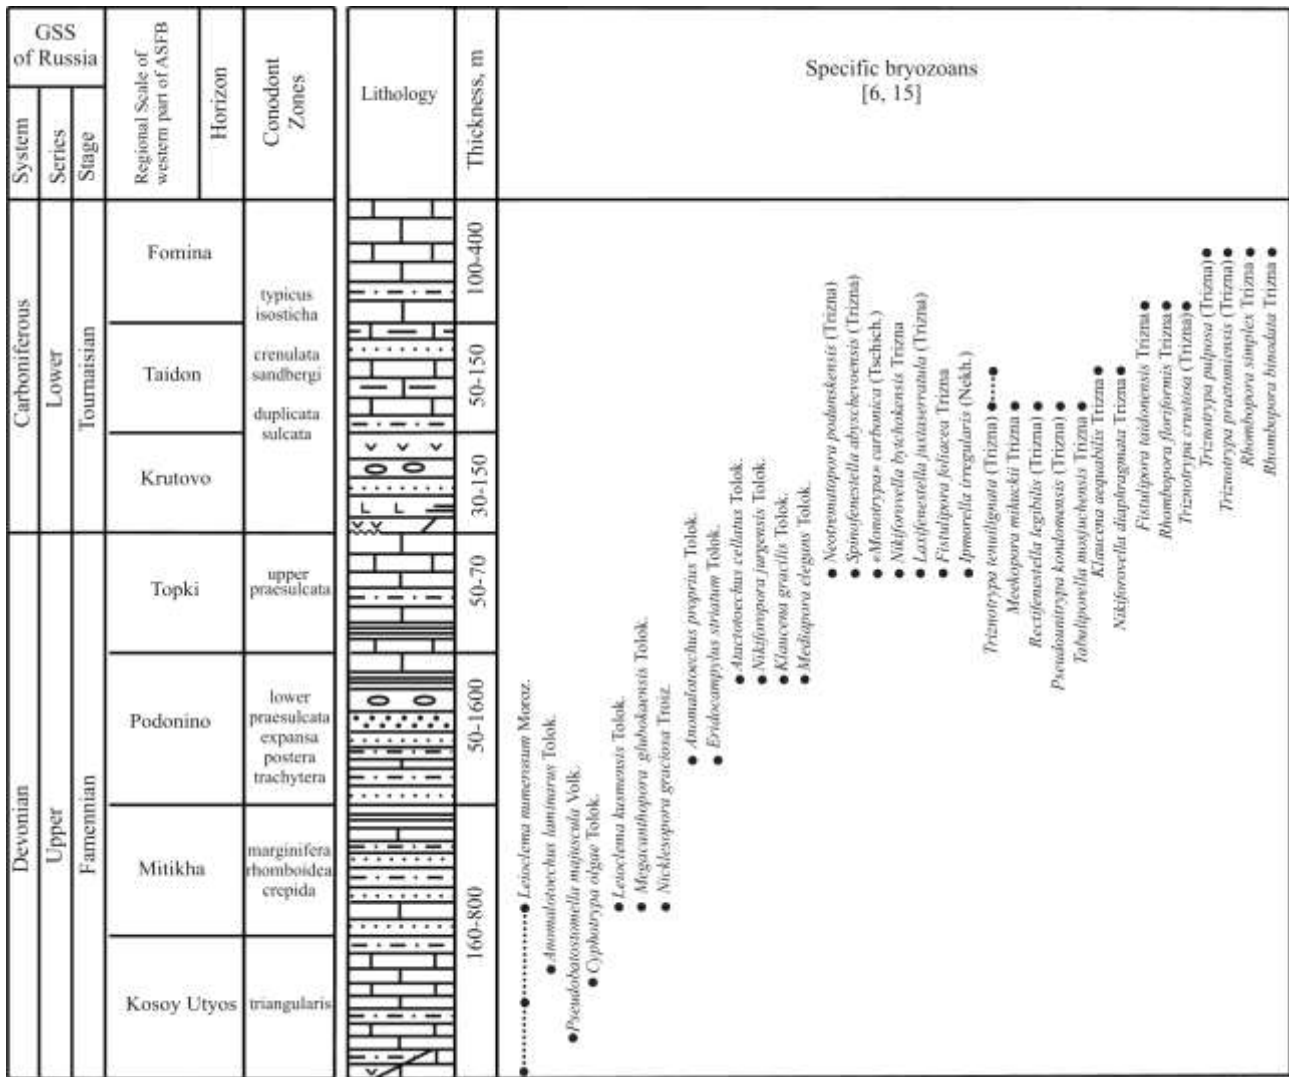 GSS
of Russia
System
Series
Stage
Regional Scale of
western part of ASFB
Horizon
Conodont
Zones
Lithology
Thickness, m
Specific bryozoans
[6, 15]
Carboniferous
Lower
Tournaisian
Devonian
Upper
Famennian
Fomina
Taidon
Krutovo
Topki
Podonino
Mitikha
Kosoy Utyos
typicus
isosticha
crenulata
sandbergi
duplicata
sulcata
upper
praesulcata
lower
praesulcata
expansa
postera
trachytera
marginifera
rhomboidea
crepida
triangularis
100-400
50-150
30-150
50-70
50-1600
160-800
Leioclema numerosum Moroz.
Anomalotoechus laminarus Tolok.
Pseudobatostomella majuscula Volk.
Cyphotrypa olgae Tolok.
Leioclema kusmensis Tolok.
Megacanthopora glubokaensis Tolok.
Nicklesopora graciosa Troiz.
Anomalotoechus proprius Tolok.
Eridocampylus striatum Tolok.
Atactotoechus cellatus Tolok.
Nikiforopora jurgensis Tolok.
Klaucena gracilis Tolok.
Mediapora elegans Tolok.
Neotrematopora podunskensis (Trizna)
Spinofenestella abyschevoensis (Trizna)
«Monotrypa» carbonica (Tschich.)
Nikiforovella bytchokensis Trizna
Laxifenestella juxtaserratula (Trizna)
Fistulipora foliacea Trizna
Ipmorella irregularis (Nekh.)
Triznotrypa tenuilignata (Trizna)
Meekopora mikuckii Trizna
Rectifenestella legibilis (Trizna)
Pseudounitrypa kondomensis (Trizna)
Tabuliporella mosjuchensis Trizna
Klaucena aequabilis Trizna
Nikiforovella diaphragmata Trizna
Fistulipora taidonensis Trizna
Rhombopora floriformis Trizna
Triznotrypa crustosa (Trizna)
Triznotrypa pulposa (Trizna)
Triznotrypa practomiensis (Trizna)
Rhombopora simplex Trizna
Rhombopora binodata Trizna